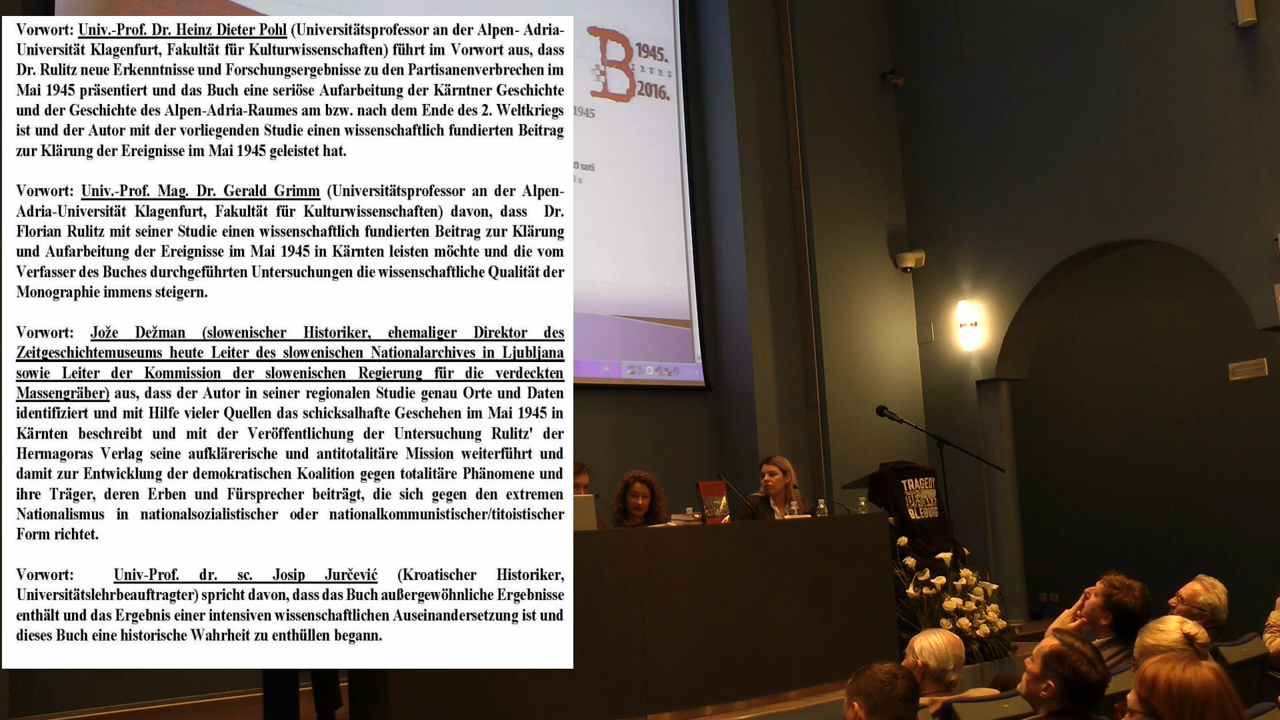 Vorwort: Univ.-Prof. Dr. Heinz Dieter Pohl (Universitätsprofessor an der Alpen- Adria-
Universität Klagenfurt, Fakultät für Kulturwissenschaften) führt im Vorwort aus, dass
Dr. Rulitz neue Erkenntnisse und Forschungsergebnisse zu den Partisanenverbrechen im
Mai 1945 präsentiert und das Buch eine seriöse Aufarbeitung der Kärntner Geschichte
und der Geschichte des Alpen-Adria-Raumes am bzw. nach dem Ende des 2. Weltkriegs
ist und der Autor mit der vorliegenden Studie einen wissenschaftlich fundierten Beitrag
zur Klärung der Ereignisse im Mai 1945 geleistet hat.
Vorwort: Univ.-Prof. Mag. Dr. Gerald Grimm (Universitätsprofessor an der Alpen-
Adria-Universität Klagenfurt, Fakultät für Kulturwissenschaften) davon, dass Dr.
Florian Rulitz mit seiner Studie einen wissenschaftlich fundierten Beitrag zur Klärung
und Aufarbeitung der Ereignisse im Mai 1945 in Kärnten leisten möchte und die vom
Verfasser des Buches durchgeführten Untersuchungen die wissenschaftliche Qualität der
Monographie immens steigern.
Vorwort: Jože Dežman (slowenischer Historiker, ehemaliger Direktor des
Zeitgeschichtemuseums heute Leiter des slowenischen Nationalarchives in Ljubljana
sowie Leiter der Kommission der slowenischen Regierung für die verdeckten
Massengräber) aus, dass der Autor in seiner regionalen Studie genau Orte und Daten
identifiziert und mit Hilfe vieler Quellen das schicksalhafte Geschehen im Mai 1945 in
Kärnten beschreibt und mit der Veröffentlichung der Untersuchung Rulitz' der
Hermagoras Verlag seine aufklärerische und antitotalitäre Mission weiterführt und
damit zur Entwicklung der demokratischen Koalition gegen totalitäre Phänomene und
ihre Träger, deren Erben und Fürsprecher beiträgt, die sich gegen den extremen
Nationalismus in nationalsozialistischer oder nationalkommunistischer/titoistischer
Form richtet.
Vorwort: Univ-Prof. dr. sc. Josip Jurčević (Kroatischer Historiker,
Universitätslehrbeauftragter) spricht davon, dass das Buch außergewöhnliche Ergebnisse
enthält und das Ergebnis einer intensiven wissenschaftlichen Auseinandersetzung ist und
dieses Buch eine historische Wahrheit zu enthüllen begann.
B 1945.
2016.
1945
0 sati
TRAGEDY
OF
BLEIBURG